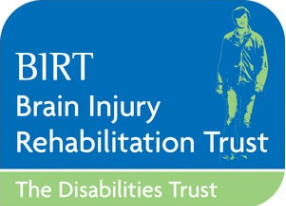 BIRT
Brain Injury
Rehabilitation Trust
The Disabilities Trust